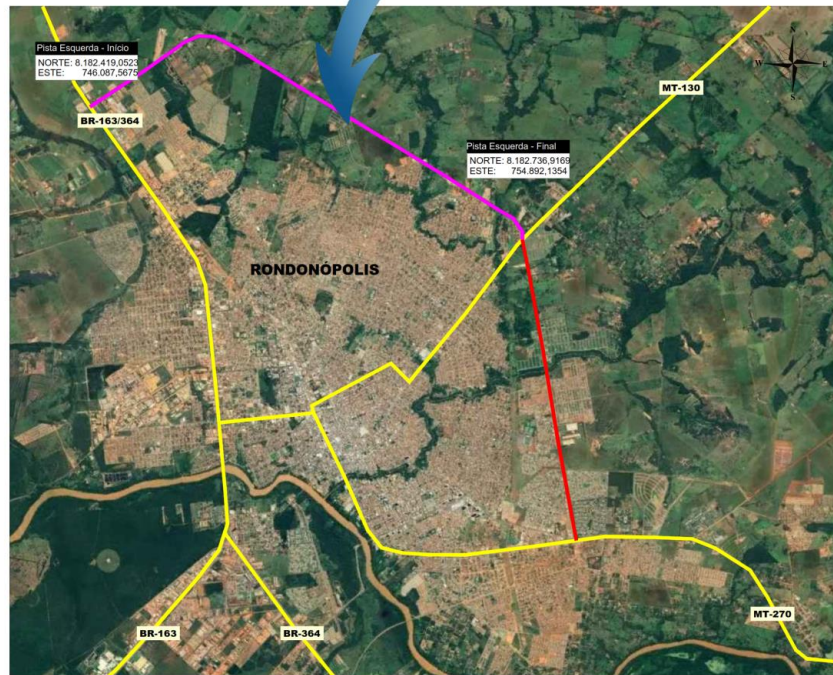 N
W
E
S
Pista Esquerda - Início
NORTE: 8.182.419,0523
ESTE: 746.087,5675
BR-163/364
MT-130
Pista Esquerda - Final
NORTE: 8.182.736,9169
ESTE: 754.892,1354
RONDONÓPOLIS
MT-270
BR-163
BR-364